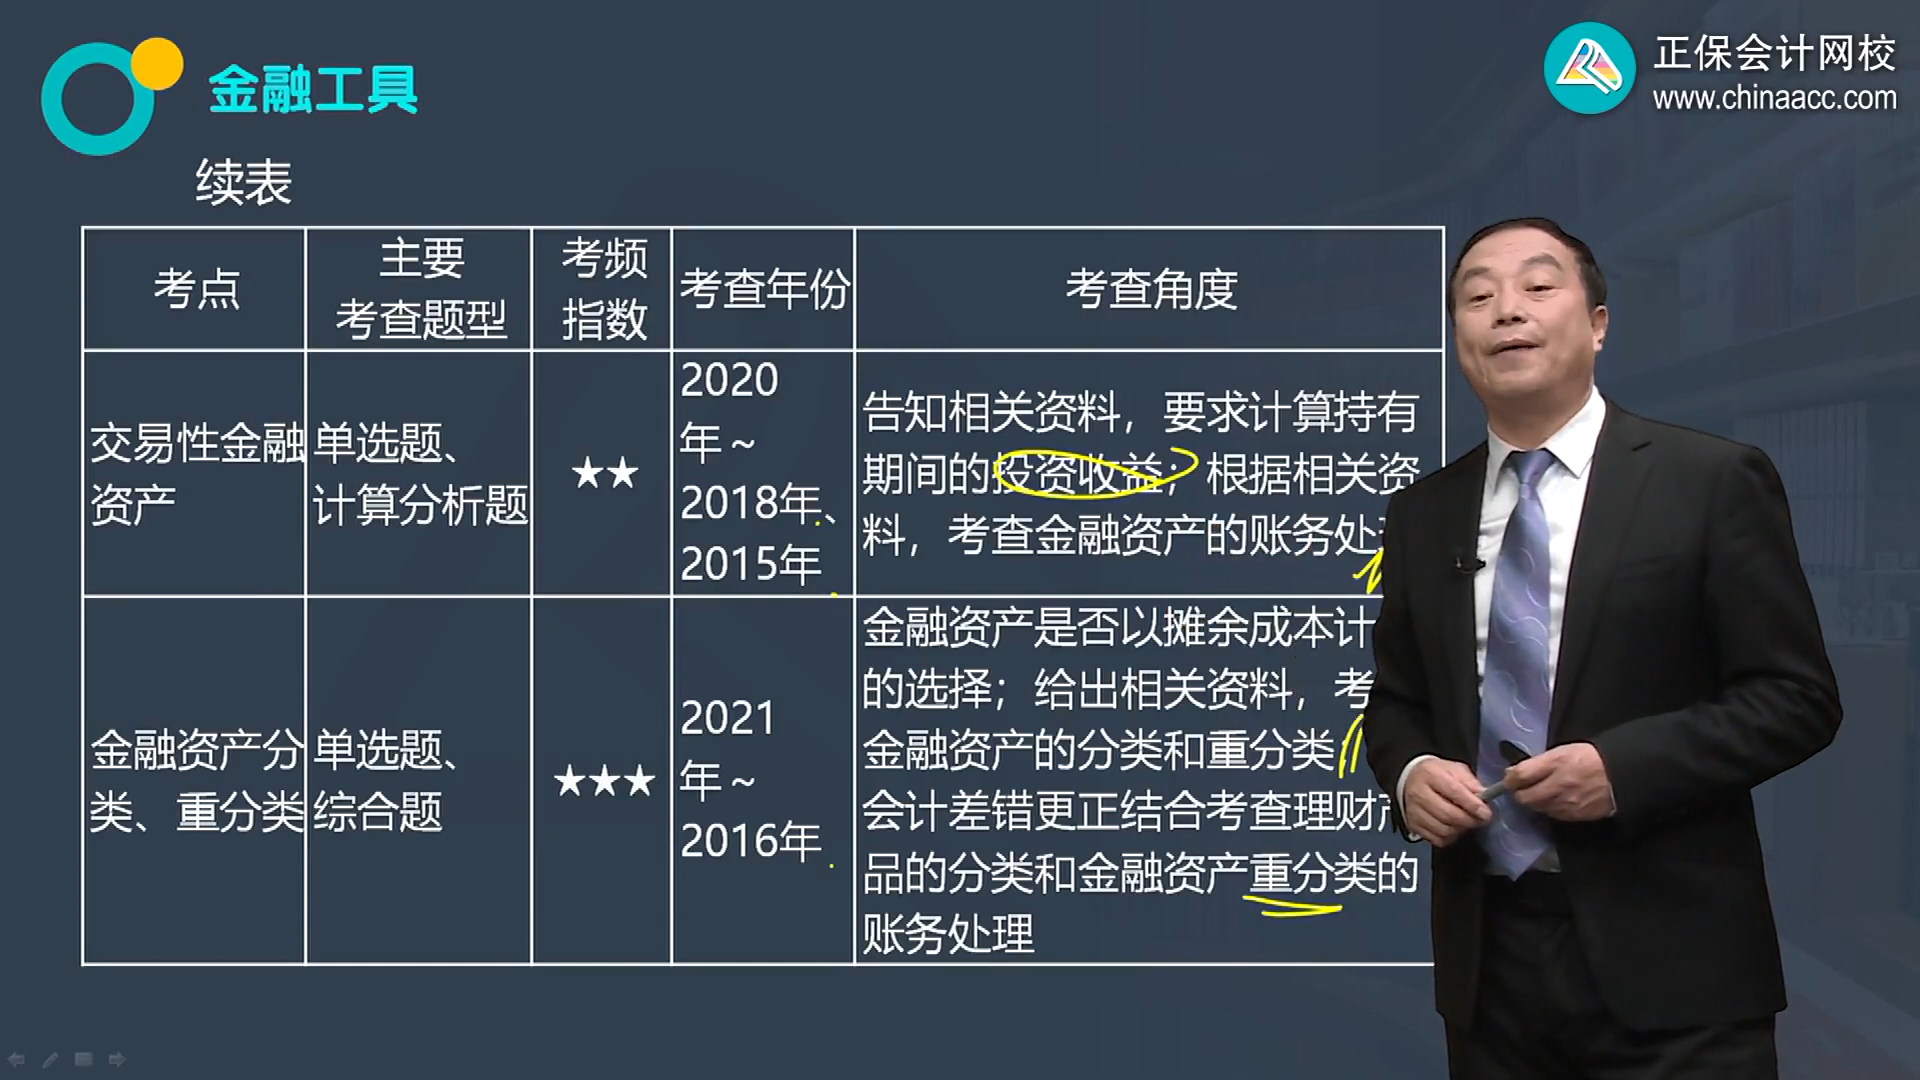 金融工具
正保会计网校
www.chinaacc.com
续表
考点
主要
考查题型
考频
指数
考查年份
考查角度
交易性金融
资产
单选题、
计算分析题
★★
2020
年~
2018年、
2015年
告知相关资料，要求计算持有
期间的投资收益；根据相关资
料，考查金融资产的账务处
金融资产分
类、重分类
单选题、
综合题
★★★
2021
年~
2016年
金融资产是否以摊余成本计
的选择；给出相关资料，考
金融资产的分类和重分类
会计差错更正结合考查理财产
品的分类和金融资产重分类的
账务处理